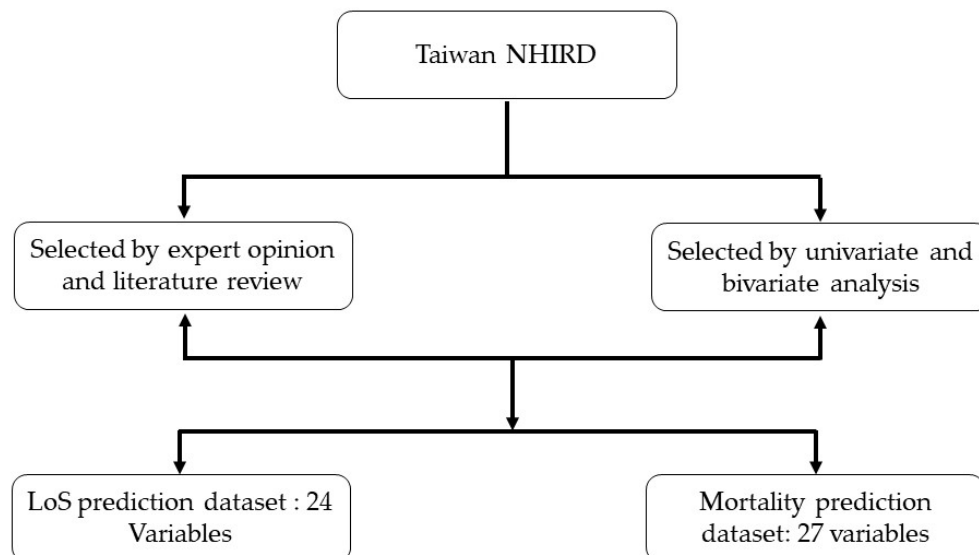 Taiwan NHIRD
Selected by expert opinion
and literature review
Selected by univariate and
bivariate analysis
LoS prediction dataset : 24
Variables
Mortality prediction
dataset: 27 variables